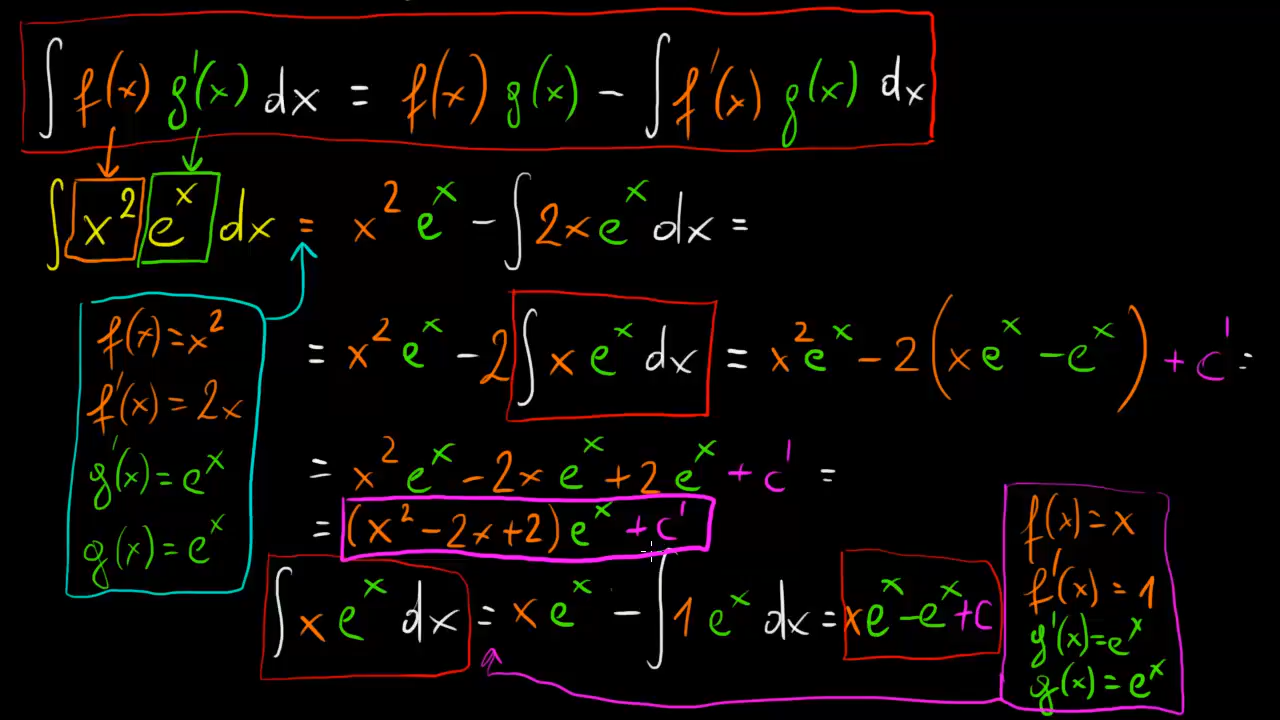 ∫ f(x) g'(x) dx = f(x) g(x) − ∫ f'(x) g(x) dx
∫ x² eˣ dx = x² eˣ − ∫ 2x eˣ dx =
f(x) = x²
f'(x) = 2x
g'(x) = eˣ
g(x) = eˣ
= x² eˣ − 2 ∫ x eˣ dx = x² eˣ − 2 (x eˣ − eˣ) + c' =
= x² eˣ − 2x eˣ + 2 eˣ + c' =
= (x² − 2x + 2) eˣ + c'
∫ x eˣ dx = x eˣ − ∫ 1 eˣ dx = x eˣ − eˣ + c
f(x) = x
f'(x) = 1
g'(x) = eˣ
g(x) = eˣ